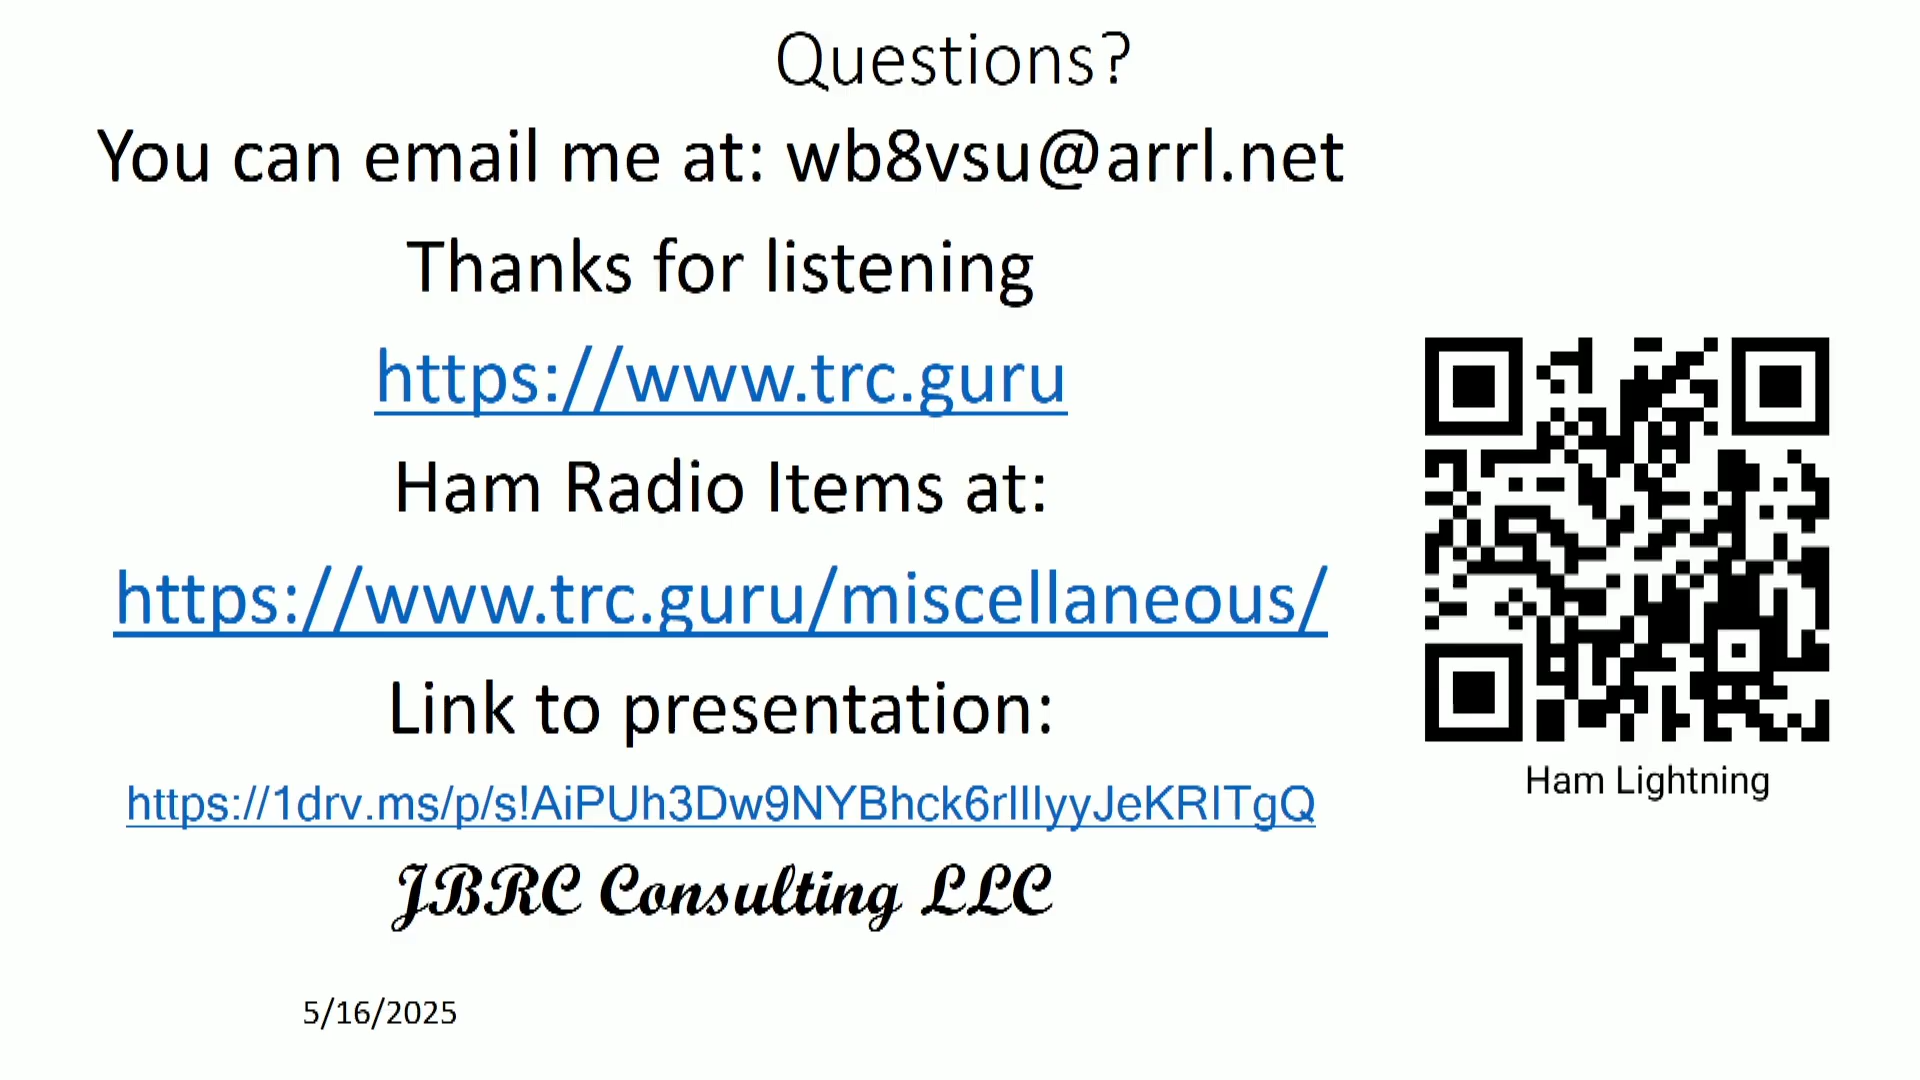 Questions?
You can email me at: wb8vsu@arrl.net
Thanks for listening
https://www.trc.guru
Ham Radio Items at:
https://www.trc.guru/miscellaneous/
Link to presentation:
https://1drv.ms/p/s!AiPUh3Dw9NYBhck6rIIIyyJeKRITgQ
Ham Lightning
JBRC Consulting LLC
5/16/2025